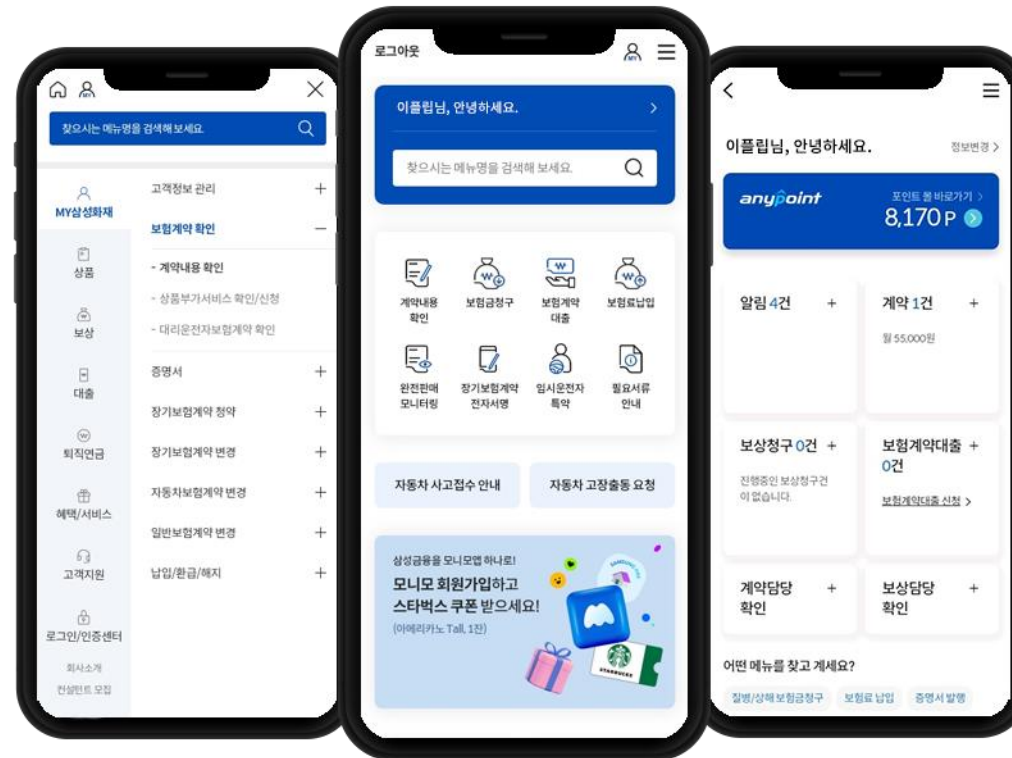 찾으시는 메뉴명을 검색해 보세요.
MY삼성화재
상품
보상
대출
퇴직연금
혜택/서비스
고객지원
로그인/인증센터
회사소개
컨설턴트 모집
고객정보 관리
보험계약 확인
- 계약내용 확인
- 상품부가서비스 확인/신청
- 대리운전자보험계약 확인
증명서
장기보험계약 청약
장기보험계약 변경
자동차보험계약 변경
일반보험계약 변경
납입/환급/해지
로그아웃
이플립님, 안녕하세요.
찾으시는 메뉴명을 검색해 보세요.
계약내용
확인
보험금청구
보험계약
대출
보험료납입
완전판매
모니터링
장기보험계약
전자서명
임시운전자
특약
필요서류
안내
자동차 사고접수 안내
자동차 고장출동 요청
삼성금융을 모니모앱 하나로!
모니모 회원가입하고
스타벅스 쿠폰 받으세요!
(아메리카노 Tall, 1잔)
STARBUCKS
이플립님, 안녕하세요.
정보변경 >
anypoint
포인트 몰 바로가기 >
8,170 P
알림 4건 +
계약 1건 +
월 55,000원
보상청구 0건 +
진행중인 보상청구건
이 없습니다.
보험계약대출 +
0건
보험계약대출 신청 >
계약담당 +
확인
보상담당 +
확인
어떤 메뉴를 찾고 계세요?
질병/상해 보험금청구
보험료 납입
증명서 발행